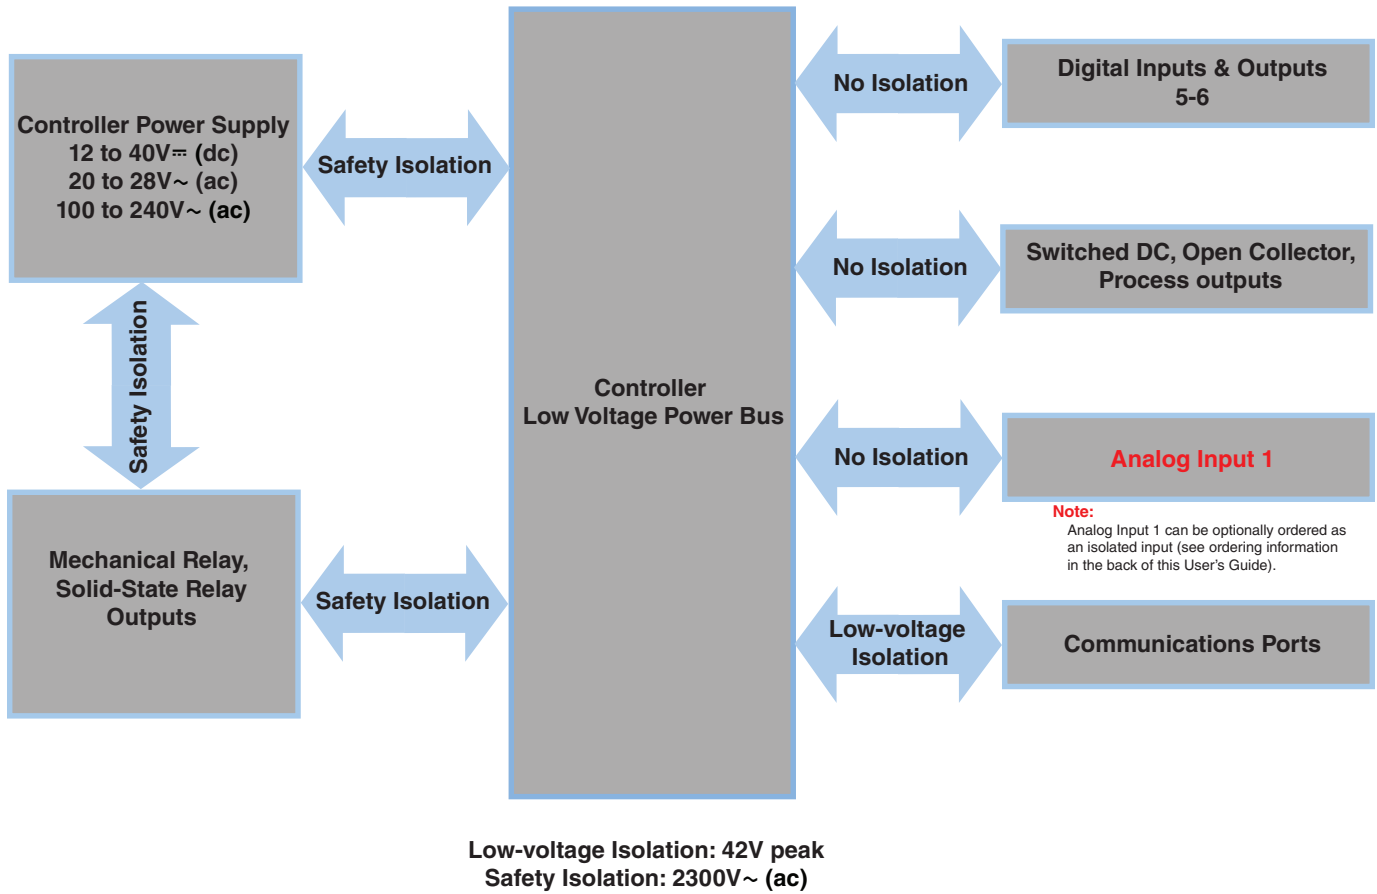 Controller Power Supply
12 to 40V⎓ (dc)
20 to 28V~ (ac)
100 to 240V~ (ac)
Safety Isolation
Safety Isolation
Mechanical Relay,
Solid-State Relay
Outputs
Safety Isolation
Controller
Low Voltage Power Bus
No Isolation
Digital Inputs & Outputs
5-6
No Isolation
Switched DC, Open Collector,
Process outputs
No Isolation
Analog Input 1
Note:
Analog Input 1 can be optionally ordered as
an isolated input (see ordering information
in the back of this User's Guide).
Low-voltage
Isolation
Communications Ports
Low-voltage Isolation: 42V peak
Safety Isolation: 2300V~ (ac)